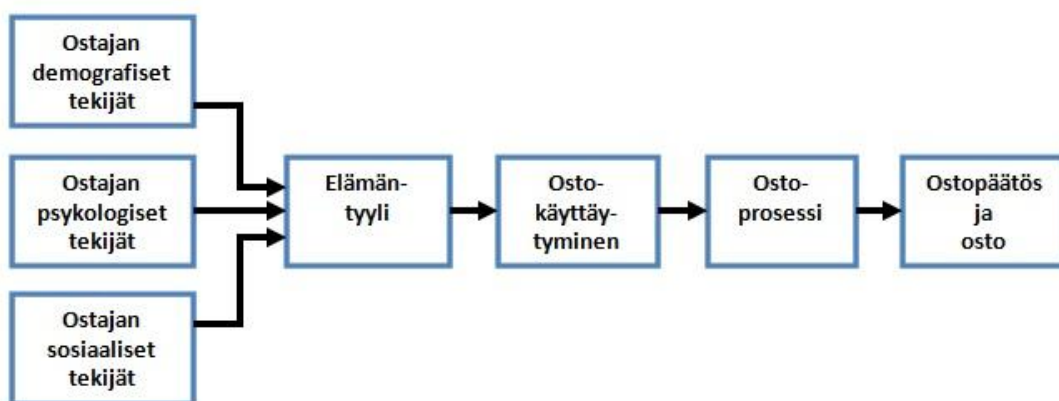 Ostajan
demografiset
tekijät
Ostajan
psykologiset
tekijät
Ostajan
sosiaaliset
tekijät
Elämän-
tyyli
Osto-
käyttäy-
tyminen
Osto-
prosessi
Ostopäätös
ja
osto